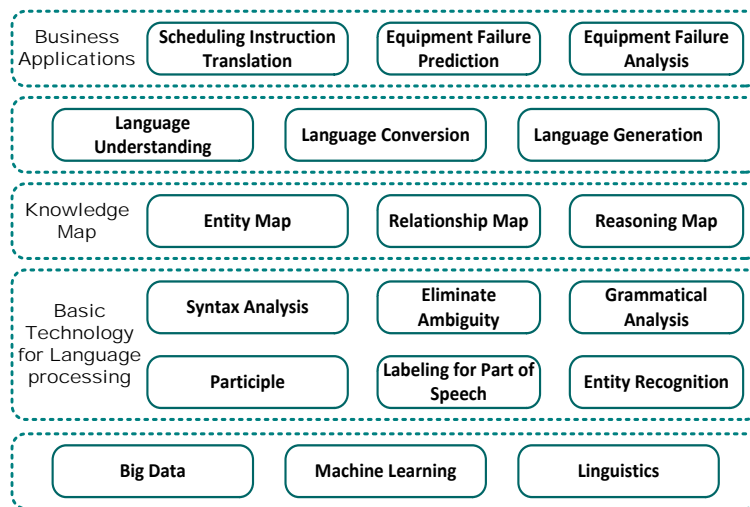 Business
Applications
Scheduling Instruction
Translation
Equipment Failure
Prediction
Equipment Failure
Analysis
Language
Understanding
Language Conversion
Language Generation
Knowledge
Map
Entity Map
Relationship Map
Reasoning Map
Basic
Technology
for Language
processing
Syntax Analysis
Eliminate
Ambiguity
Grammatical
Analysis
Participle
Labeling for Part of
Speech
Entity Recognition
Big Data
Machine Learning
Linguistics